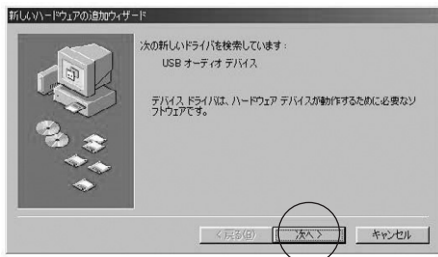 新しいハードウェアの追加ウィザード
次の新しいドライバを検索しています:
USB オーディオ デバイス
デバイス ドライバは、ハードウェア デバイスが動作するために必要なソ
フトウェアです。
< 戻る(B)
次へ >
キャンセル